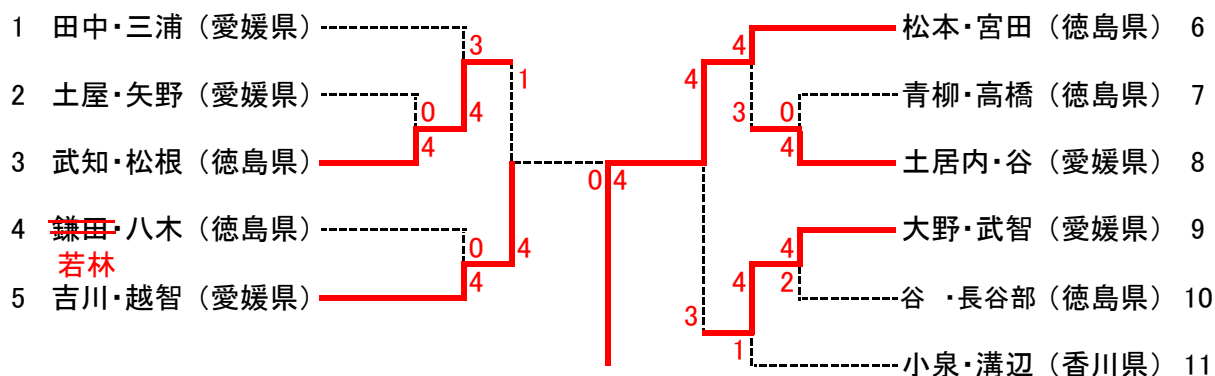 1 田中・三浦（愛媛県）
3
1
2 土屋・矢野（愛媛県）
0
4
4
3 武知・松根（徳島県）
4 鎌田・八木（徳島県）
若林
0
4
4
5 吉川・越智（愛媛県）
0 4
松本・宮田（徳島県） 6
4
4
青柳・高橋（徳島県） 7
3
0
4
土居内・谷（愛媛県） 8
大野・武智（愛媛県） 9
4
4
2
谷 ・長谷部（徳島県） 10
3
1
小泉・溝辺（香川県） 11